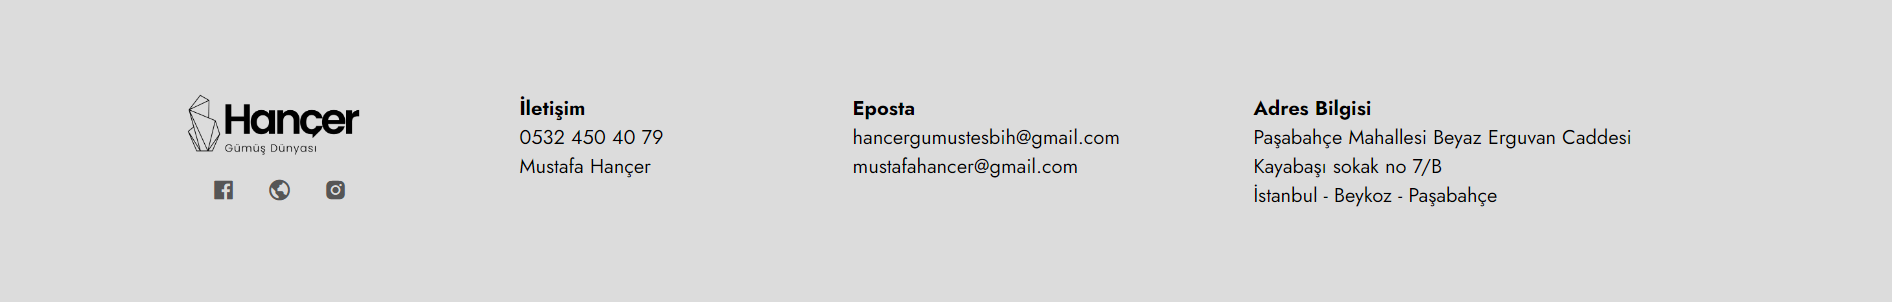 Hançer
Gümüş Dünyası
İletişim
0532 450 40 79
Mustafa Hançer
Eposta
hancergumustesbih@gmail.com
mustafahancer@gmail.com
Adres Bilgisi
Paşabahçe Mahallesi Beyaz Erguvan Caddesi
Kayabaşı sokak no 7/B
İstanbul - Beykoz - Paşabahçe